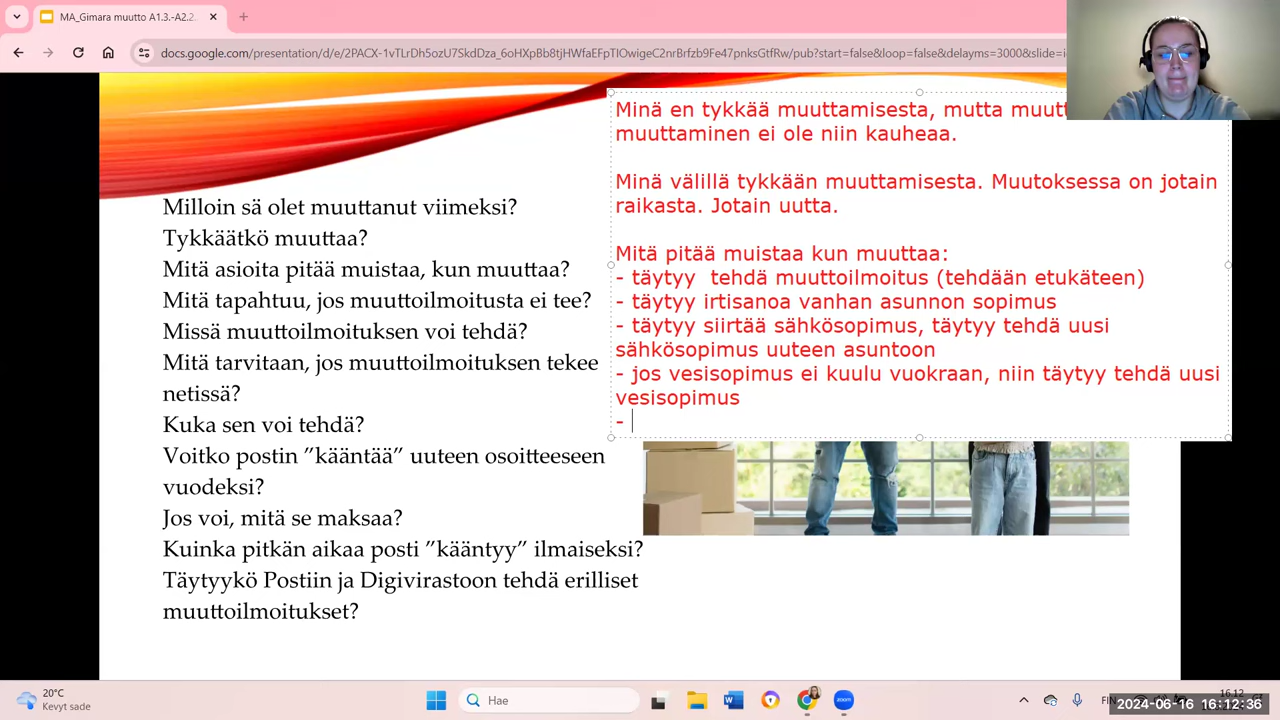 MA_Gimara muutto A1.3.-A2.2.
docs.google.com/presentation/d/e/2PACX-1vTLrDh5ozU7SkdDza_6oHXpBb8tjHWfaEFpTIOwigeC2nrBrfzb9Fe47pnksGtfRw/pub?start=false&loop=false&delayms=3000&slide=i
Milloin sä olet muuttanut viimeksi?
Tykkäätkö muuttaa?
Mitä asioita pitää muistaa, kun muuttaa?
Mitä tapahtuu, jos muuttoilmoitusta ei tee?
Missä muuttoilmoituksen voi tehdä?
Mitä tarvitaan, jos muuttoilmoituksen tekee
netissä?
Kuka sen voi tehdä?
Voitko postin ”kääntää” uuteen osoitteeseen
vuodeksi?
Jos voi, mitä se maksaa?
Kuinka pitkän aikaa posti ”kääntyy” ilmaiseksi?
Täytyykö Postiin ja Digivirastoon tehdä erilliset
muuttoilmoitukset?
Minä en tykkää muuttamisesta, mutta
muuttaminen ei ole niin kauheaa.
Minä välillä tykkään muuttamisesta. Muutoksessa on jotain
raikasta. Jotain uutta.
Mitä pitää muistaa kun muuttaa:
- täytyy  tehdä muuttoilmoitus (tehdään etukäteen)
- täytyy irtisanoa vanhan asunnon sopimus
- täytyy siirtää sähkösopimus, täytyy tehdä uusi
sähkösopimus uuteen asuntoon
- jos vesisopimus ei kuulu vuokraan, niin täytyy tehdä uusi
vesisopimus
-
20°C
Kevyt sade
Hae
zoom
FIN
16.12
2024-06-16 16:12:36